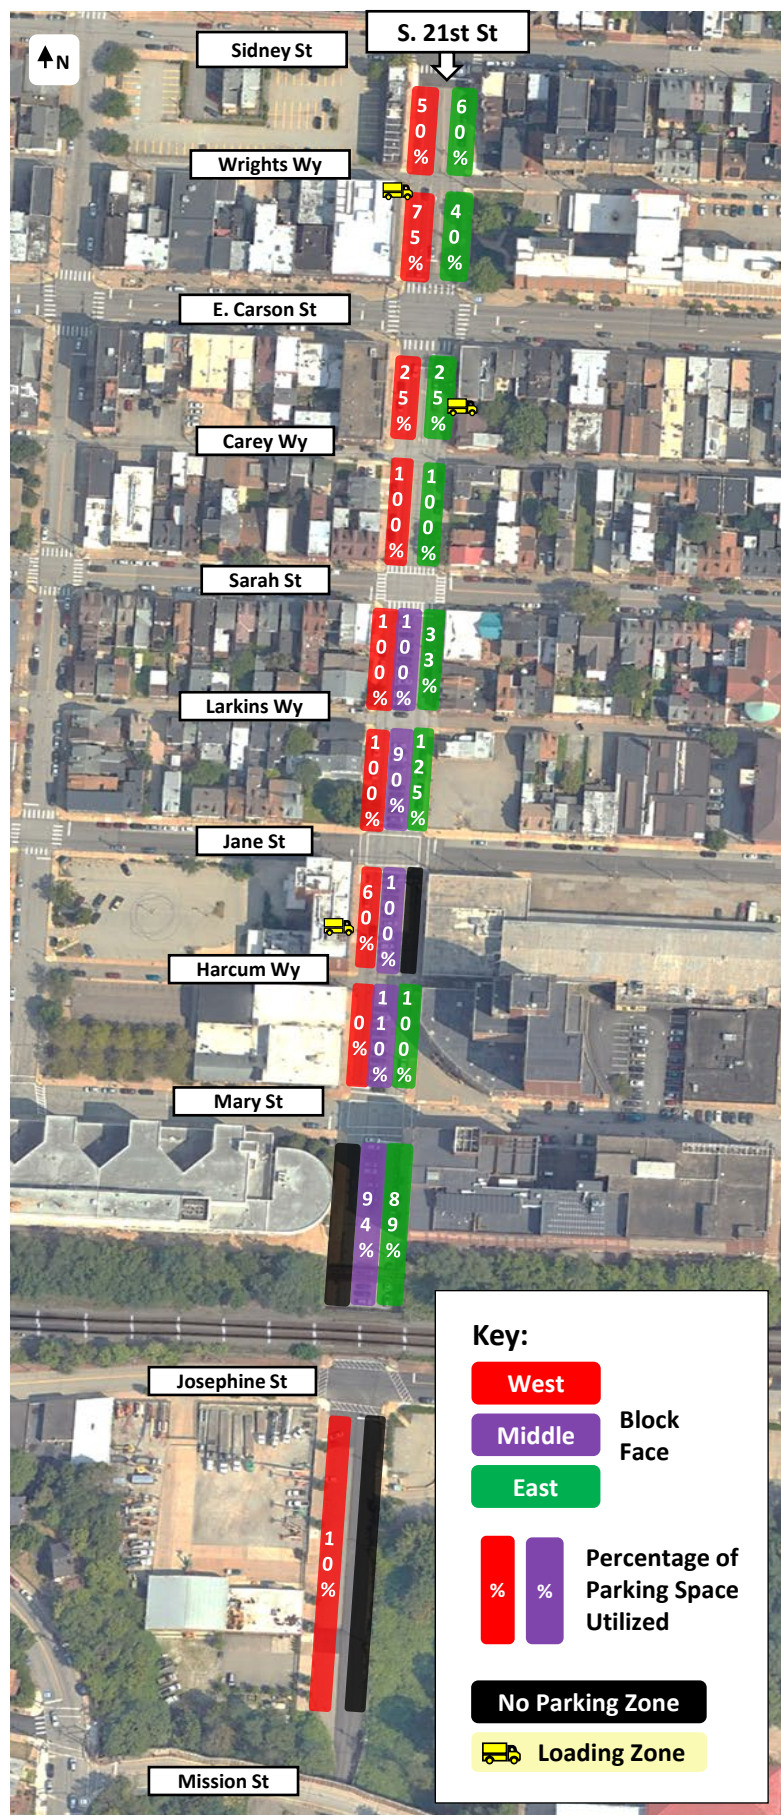 S. 21st St
Sidney St
N
50%
60%
Wrights Wy
75%
40%
E. Carson St
25%
25%
Carey Wy
100%
100%
Sarah St
100%
100%
33%
Larkins Wy
100%
90%
125%
Jane St
60%
100%
Harcum Wy
0%
110%
100%
Mary St
94%
89%
Josephine St
10%
Mission St
Key:
West
Middle
East
Block
Face
%
%
Percentage of
Parking Space
Utilized
No Parking Zone
Loading Zone